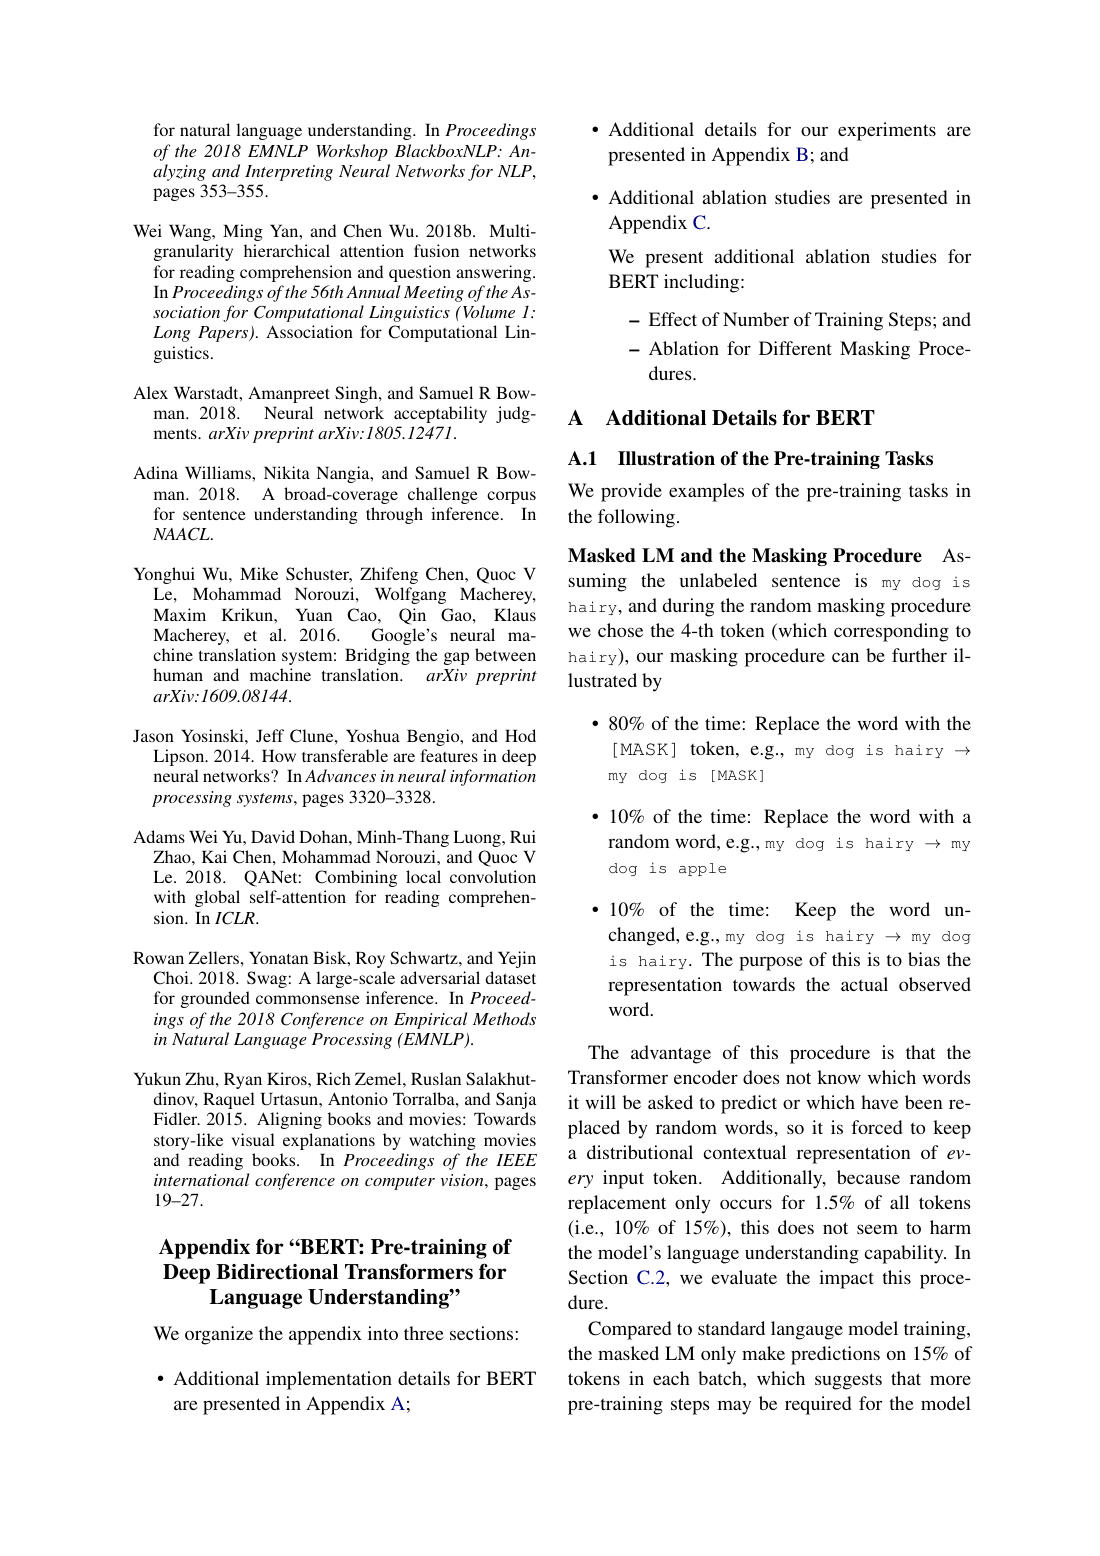 for natural language understanding. In Proceedings
of the 2018 EMNLP Workshop BlackboxNLP: An-
alyzing and Interpreting Neural Networks for NLP,
pages 353–355.
Wei Wang, Ming Yan, and Chen Wu. 2018b. Multi-
granularity hierarchical attention fusion networks
for reading comprehension and question answering.
In Proceedings of the 56th Annual Meeting of the As-
sociation for Computational Linguistics (Volume 1:
Long Papers). Association for Computational Lin-
guistics.
Alex Warstadt, Amanpreet Singh, and Samuel R Bow-
man. 2018. Neural network acceptability judg-
ments. arXiv preprint arXiv:1805.12471.
Adina Williams, Nikita Nangia, and Samuel R Bow-
man. 2018. A broad-coverage challenge corpus
for sentence understanding through inference. In
NAACL.
Yonghui Wu, Mike Schuster, Zhifeng Chen, Quoc V
Le, Mohammad Norouzi, Wolfgang Macherey,
Maxim Krikun, Yuan Cao, Qin Gao, Klaus
Macherey, et al. 2016. Google's neural ma-
chine translation system: Bridging the gap between
human and machine translation. arXiv preprint
arXiv:1609.08144.
Jason Yosinski, Jeff Clune, Yoshua Bengio, and Hod
Lipson. 2014. How transferable are features in deep
neural networks? In Advances in neural information
processing systems, pages 3320–3328.
Adams Wei Yu, David Dohan, Minh-Thang Luong, Rui
Zhao, Kai Chen, Mohammad Norouzi, and Quoc V
Le. 2018. QANet: Combining local convolution
with global self-attention for reading comprehen-
sion. In ICLR.
Rowan Zellers, Yonatan Bisk, Roy Schwartz, and Yejin
Choi. 2018. Swag: A large-scale adversarial dataset
for grounded commonsense inference. In Proceed-
ings of the 2018 Conference on Empirical Methods
in Natural Language Processing (EMNLP).
Yukun Zhu, Ryan Kiros, Rich Zemel, Ruslan Salakhut-
dinov, Raquel Urtasun, Antonio Torralba, and Sanja
Fidler. 2015. Aligning books and movies: Towards
story-like visual explanations by watching movies
and reading books. In Proceedings of the IEEE
international conference on computer vision, pages
19–27.
Appendix for “BERT: Pre-training of
Deep Bidirectional Transformers for
Language Understanding”
We organize the appendix into three sections:
• Additional implementation details for BERT
are presented in Appendix A;
• Additional details for our experiments are
presented in Appendix B; and
• Additional ablation studies are presented in
Appendix C.
We present additional ablation studies for
BERT including:
– Effect of Number of Training Steps; and
– Ablation for Different Masking Proce-
dures.
A Additional Details for BERT
A.1 Illustration of the Pre-training Tasks
We provide examples of the pre-training tasks in
the following.
Masked LM and the Masking Procedure As-
suming the unlabeled sentence is my dog is
hairy, and during the random masking procedure
we chose the 4-th token (which corresponding to
hairy), our masking procedure can be further il-
lustrated by
• 80% of the time: Replace the word with the
[MASK] token, e.g., my dog is hairy →
my dog is [MASK]
• 10% of the time: Replace the word with a
random word, e.g., my dog is hairy → my
dog is apple
• 10% of the time: Keep the word un-
changed, e.g., my dog is hairy → my dog
is hairy. The purpose of this is to bias the
representation towards the actual observed
word.
The advantage of this procedure is that the
Transformer encoder does not know which words
it will be asked to predict or which have been re-
placed by random words, so it is forced to keep
a distributional contextual representation of ev-
ery input token. Additionally, because random
replacement only occurs for 1.5% of all tokens
(i.e., 10% of 15%), this does not seem to harm
the model's language understanding capability. In
Section C.2, we evaluate the impact this proce-
dure.
Compared to standard langauge model training,
the masked LM only make predictions on 15% of
tokens in each batch, which suggests that more
pre-training steps may be required for the model